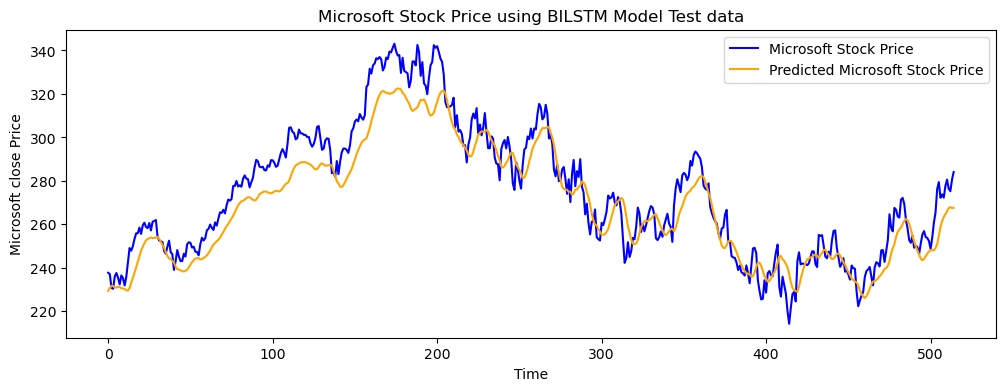 Microsoft Stock Price using BILSTM Model Test data
Microsoft Stock Price
Predicted Microsoft Stock Price
Microsoft close Price
340
320
300
280
260
240
220
0 100 200 300 400 500
Time